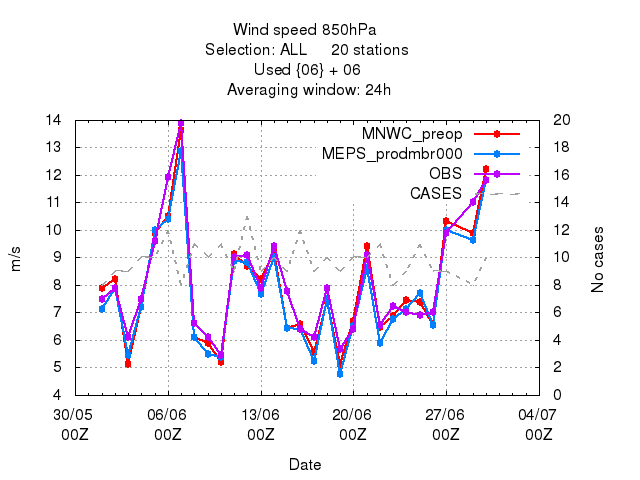 Wind speed 850hPa
Selection: ALL 20 stations
Used {06} + 06
Averaging window: 24h
14 20
13 18
12 16
11 14
10 12
9 10
8 8
7 6
6 4
5 2
4 0
MNWC_preop
MEPS_prodmbr000
OBS
CASES
m/s
No cases
30/05 06/06 13/06 20/06 27/06 04/07
00Z 00Z 00Z 00Z 00Z 00Z
Date